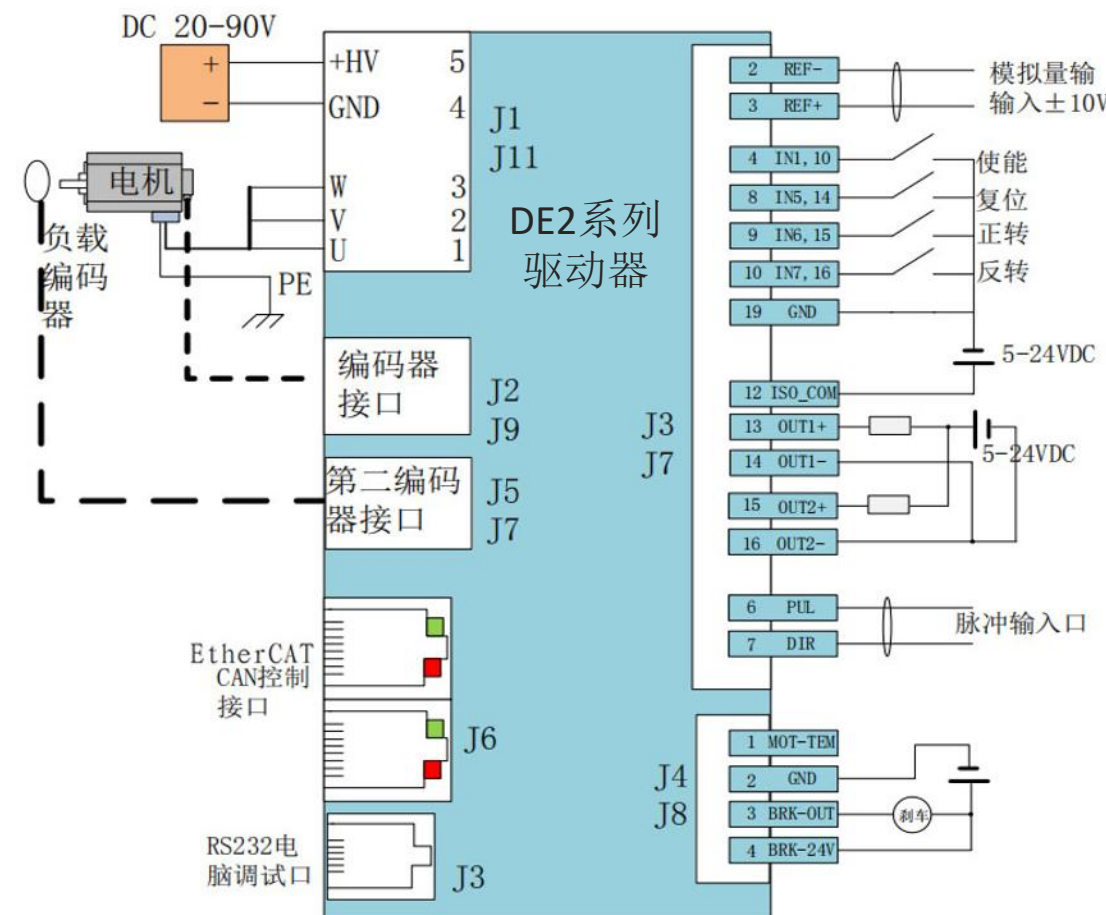 DC 20-90V
+
−
+HV 5
GND 4
J1
J11
W 3
V 2
U 1
电机
负载
编码
器
PE
DE2系列
驱动器
编码器
接口
J2
J9
第二编码
器接口
J5
J7
EtherCAT
CAN控制
接口
J6
RS232电
脑调试口
J3
J3
J7
2 REF-
3 REF+
模拟量输
输入±10V
4 IN1,10
使能
8 IN5,14
复位
9 IN6,15
正转
10 IN7,16
反转
19 GND
5-24VDC
12 ISO_COM
13 OUT1+
14 OUT1-
5-24VDC
15 OUT2+
16 OUT2-
6 PUL
7 DIR
脉冲输入口
J4
J8
1 MOT-TEM
2 GND
3 BRK-OUT
刹车
4 BRK-24V